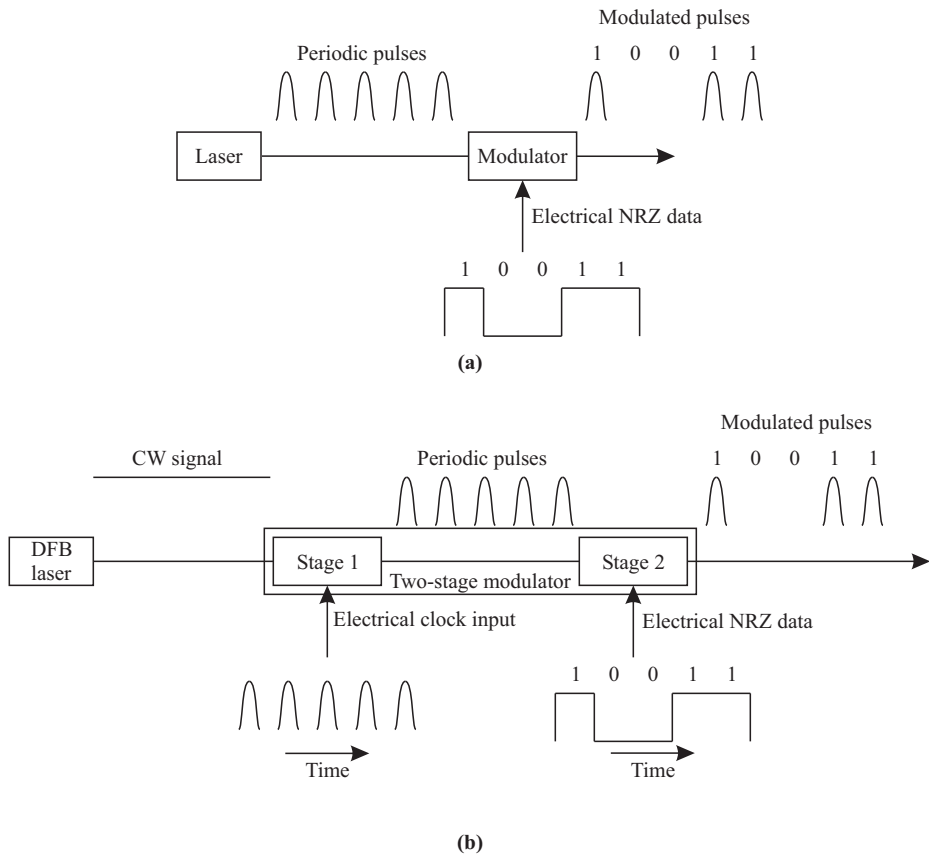 Modulated pulses
Periodic pulses
1 0 0 1 1
Laser
Modulator
Electrical NRZ data
1 0 0 1 1
(a)
Modulated pulses
CW signal
Periodic pulses
1 0 0 1 1
DFB
laser
Stage 1
Stage 2
Two-stage modulator
Electrical clock input
Electrical NRZ data
1 0 0 1 1
Time
Time
(b)